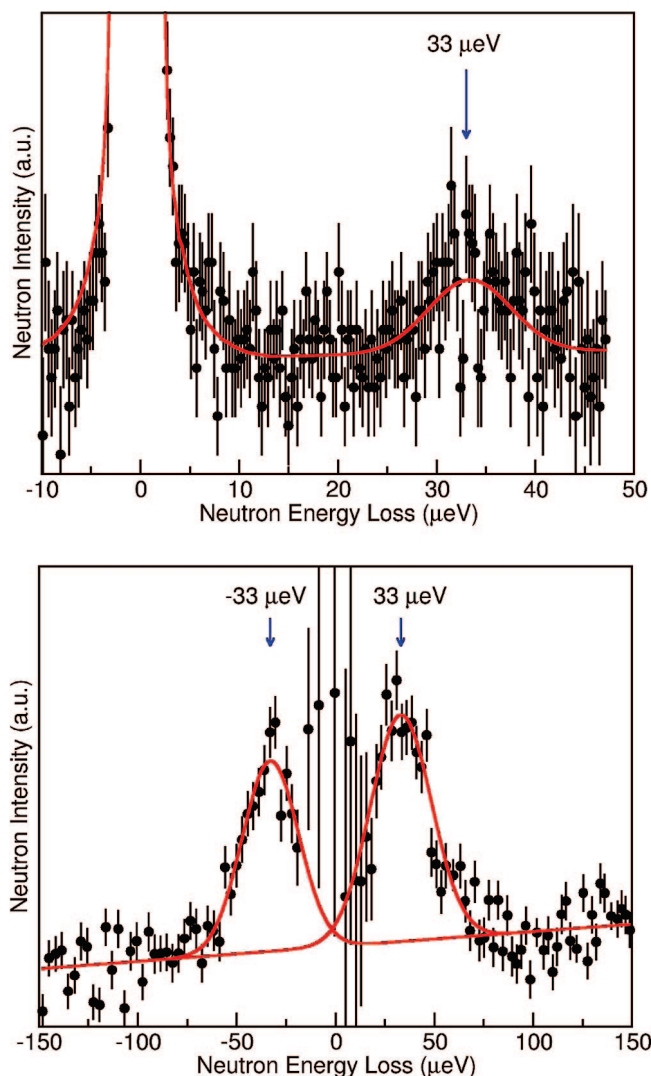 33 μeV
Neutron Intensity (a.u.)
-10 0 10 20 30 40 50
Neutron Energy Loss (μeV)
-33 μeV 33 μeV
Neutron Intensity (a.u.)
-150 -100 -50 0 50 100 150
Neutron Energy Loss (μeV)